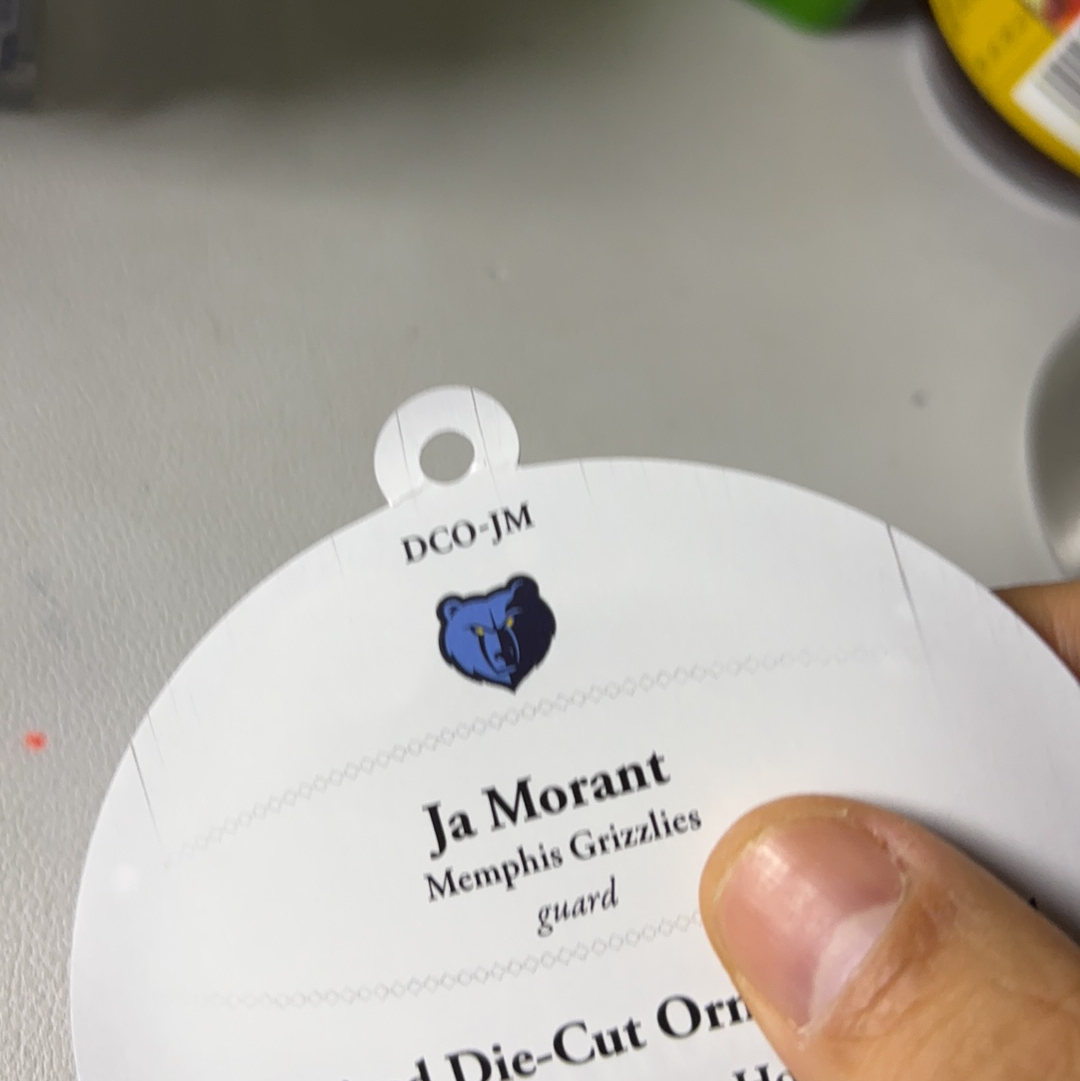 DCO-JM
Ja Morant
Memphis Grizzlies
guard
Die-Cut